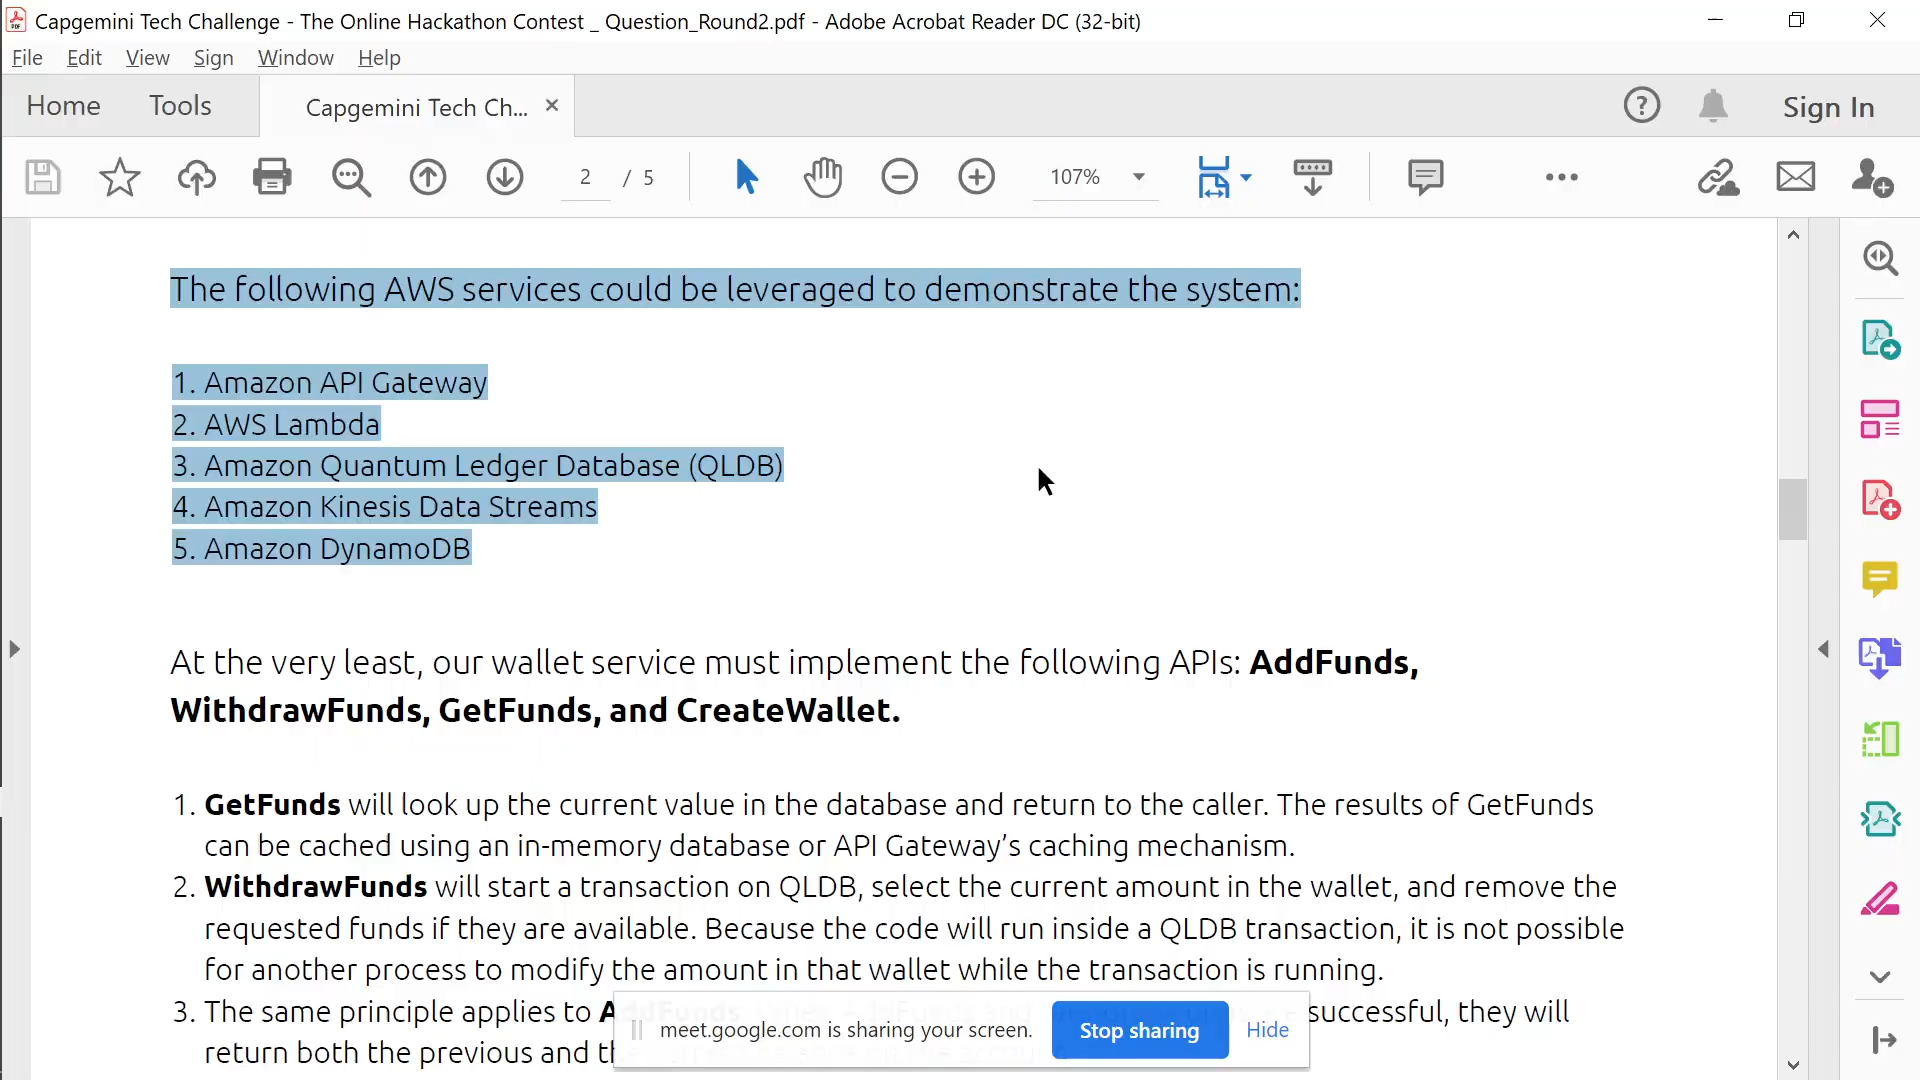 Capgemini Tech Challenge - The Online Hackathon Contest _ Question_Round2.pdf - Adobe Acrobat Reader DC (32-bit)
File Edit View Sign Window Help
Home Tools Capgemini Tech Ch... × Sign In
2 / 5 107%
The following AWS services could be leveraged to demonstrate the system:
1. Amazon API Gateway
2. AWS Lambda
3. Amazon Quantum Ledger Database (QLDB)
4. Amazon Kinesis Data Streams
5. Amazon DynamoDB
At the very least, our wallet service must implement the following APIs: AddFunds,
WithdrawFunds, GetFunds, and CreateWallet.
1. GetFunds will look up the current value in the database and return to the caller. The results of GetFunds
can be cached using an in-memory database or API Gateway’s caching mechanism.
2. WithdrawFunds will start a transaction on QLDB, select the current amount in the wallet, and remove the
requested funds if they are available. Because the code will run inside a QLDB transaction, it is not possible
for another process to modify the amount in that wallet while the transaction is running.
3. The same principle applies to AddFunds successful, they will
return both the previous and
meet.google.com is sharing your screen. Stop sharing Hide